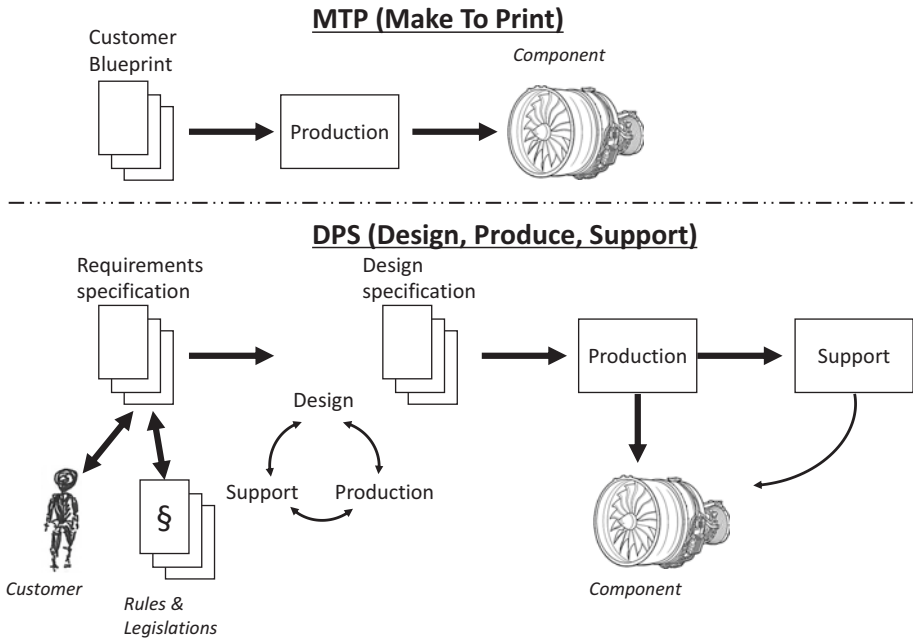 MTP (Make To Print)
Customer
Blueprint
Component
Production
DPS (Design, Produce, Support)
Requirements
specification
Design
specification
Production
Support
Design
Support
Production
§
Customer
Rules &
Legislations
Component